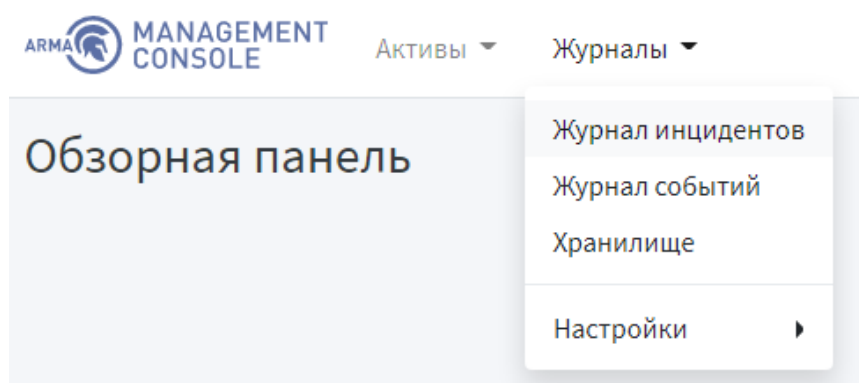 ARMA MANAGEMENT CONSOLE
Активы
Журналы
Обзорная панель
Журнал инцидентов
Журнал событий
Хранилище
Настройки